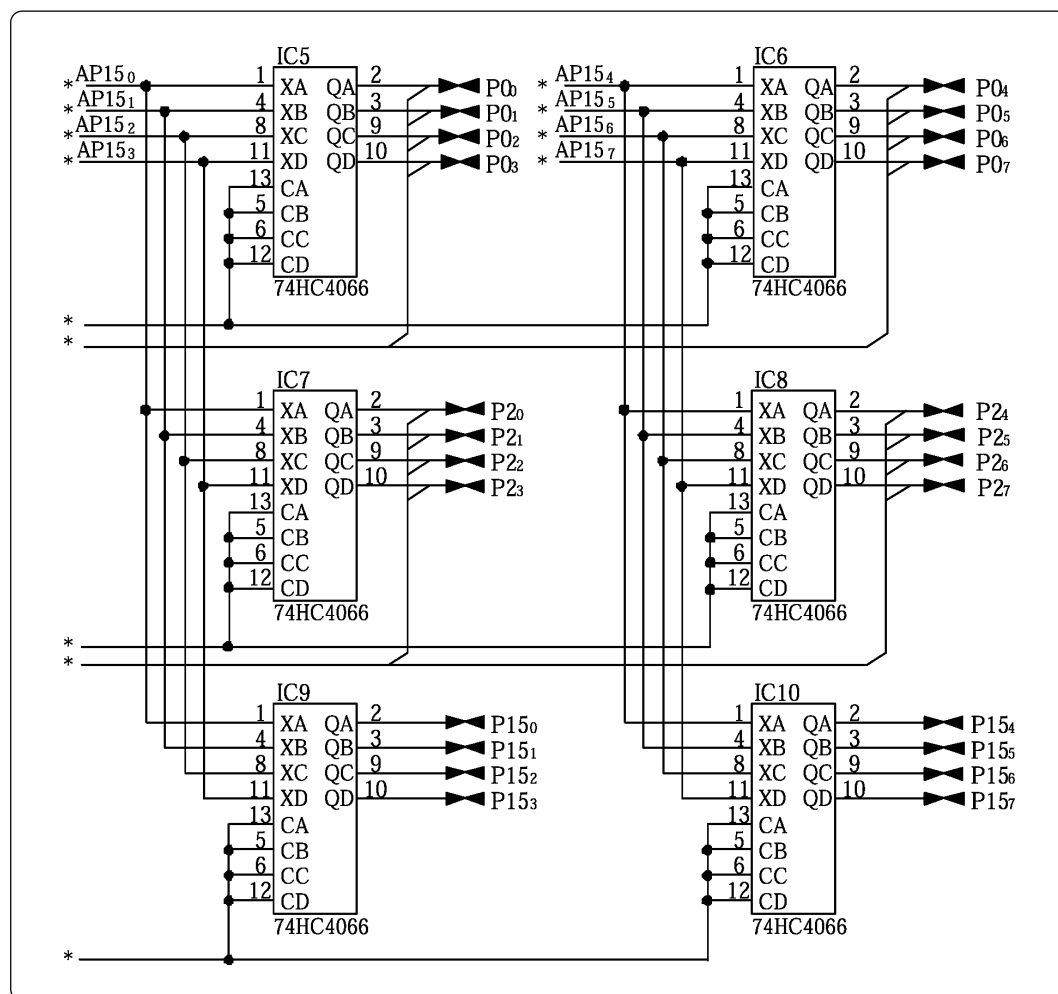 IC5
* AP15₀ 1 XA QA 2 P0₀
* AP15₁ 4 XB QB 3 P0₁
* AP15₂ 8 XC QC 9 P0₂
* AP15₃ 11 XD QD 10 P0₃
13 CA
5 CB
6 CC
12 CD
74HC4066
IC6
* AP15₄ 1 XA QA 2 P0₄
* AP15₅ 4 XB QB 3 P0₅
* AP15₆ 8 XC QC 9 P0₆
* AP15₇ 11 XD QD 10 P0₇
13 CA
5 CB
6 CC
12 CD
74HC4066
*
*
IC7
1 XA QA 2 P2₀
4 XB QB 3 P2₁
8 XC QC 9 P2₂
11 XD QD 10 P2₃
13 CA
5 CB
6 CC
12 CD
74HC4066
IC8
1 XA QA 2 P2₄
4 XB QB 3 P2₅
8 XC QC 9 P2₆
11 XD QD 10 P2₇
13 CA
5 CB
6 CC
12 CD
74HC4066
*
*
IC9
1 XA QA 2 P15₀
4 XB QB 3 P15₁
8 XC QC 9 P15₂
11 XD QD 10 P15₃
13 CA
5 CB
6 CC
12 CD
74HC4066
IC10
1 XA QA 2 P15₄
4 XB QB 3 P15₅
8 XC QC 9 P15₆
11 XD QD 10 P15₇
13 CA
5 CB
6 CC
12 CD
74HC4066
*